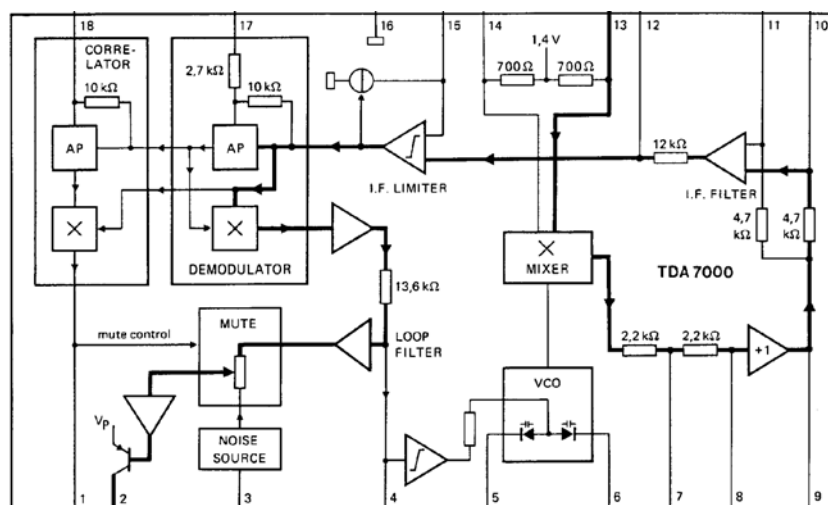 18
17
16
15
14
13
12
11
10
CORRE-
LATOR
10 kΩ
AP
2,7 kΩ
10 kΩ
AP
DEMODULATOR
I.F. LIMITER
1,4 V
700Ω
700Ω
12 kΩ
I.F. FILTER
4,7
kΩ
4,7
kΩ
MIXER
TDA 7000
13,6 kΩ
mute control
MUTE
LOOP
FILTER
2,2 kΩ
2,2 kΩ
+1
VCO
Vp
NOISE
SOURCE
1
2
3
4
5
6
7
8
9